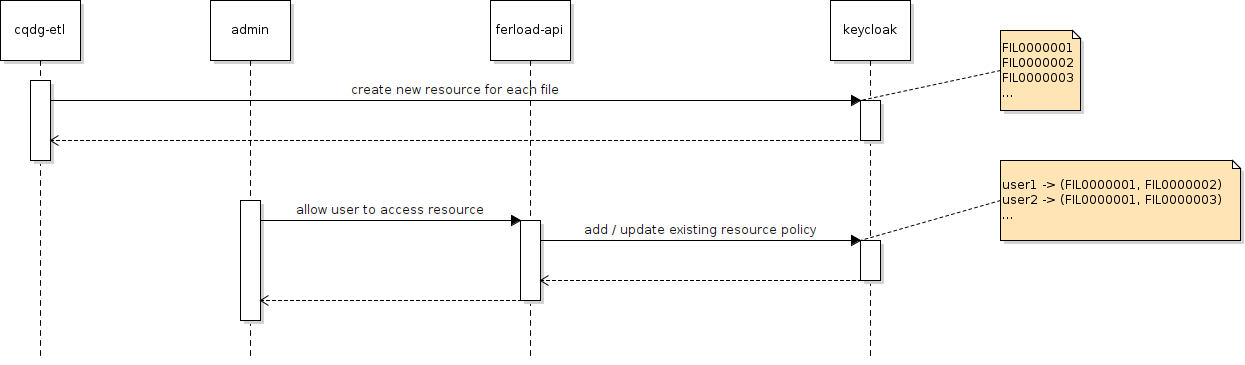 cqdg-etl
admin
ferload-api
keycloak
FIL0000001
FIL0000002
FIL0000003
...
create new resource for each file
user1 -> (FIL0000001, FIL0000002)
user2 -> (FIL0000001, FIL0000003)
...
allow user to access resource
add / update existing resource policy